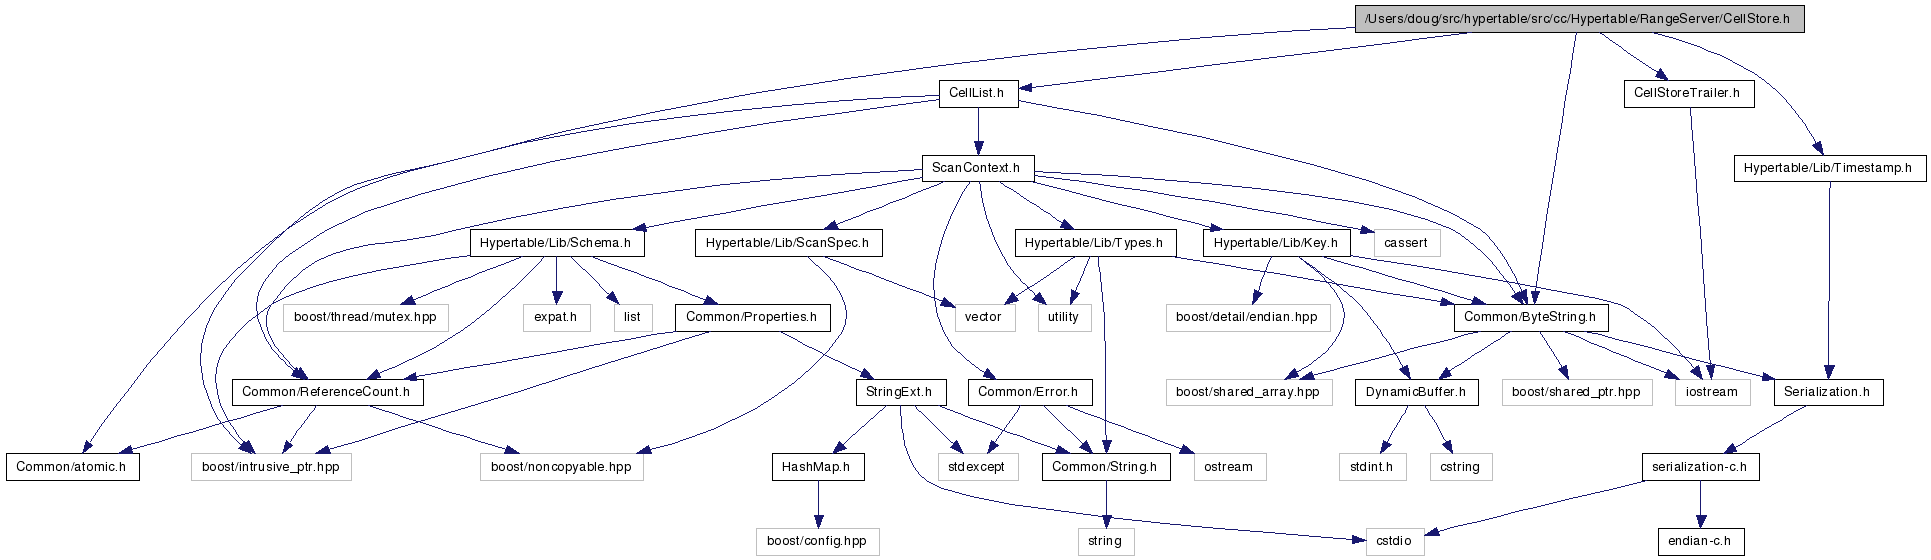 /Users/doug/src/hypertable/src/cc/Hypertable/RangeServer/CellStore.h
CellList.h
CellStoreTrailer.h
ScanContext.h
Hypertable/Lib/Timestamp.h
Hypertable/Lib/Schema.h
Hypertable/Lib/ScanSpec.h
Hypertable/Lib/Types.h
Hypertable/Lib/Key.h
cassert
boost/thread/mutex.hpp
expat.h
list
Common/Properties.h
vector
utility
boost/detail/endian.hpp
Common/ByteString.h
Common/ReferenceCount.h
StringExt.h
Common/Error.h
boost/shared_array.hpp
DynamicBuffer.h
boost/shared_ptr.hpp
iostream
Serialization.h
Common/atomic.h
boost/intrusive_ptr.hpp
boost/noncopyable.hpp
HashMap.h
stdexcept
Common/String.h
ostream
stdint.h
cstring
serialization-c.h
boost/config.hpp
string
cstdio
endian-c.h